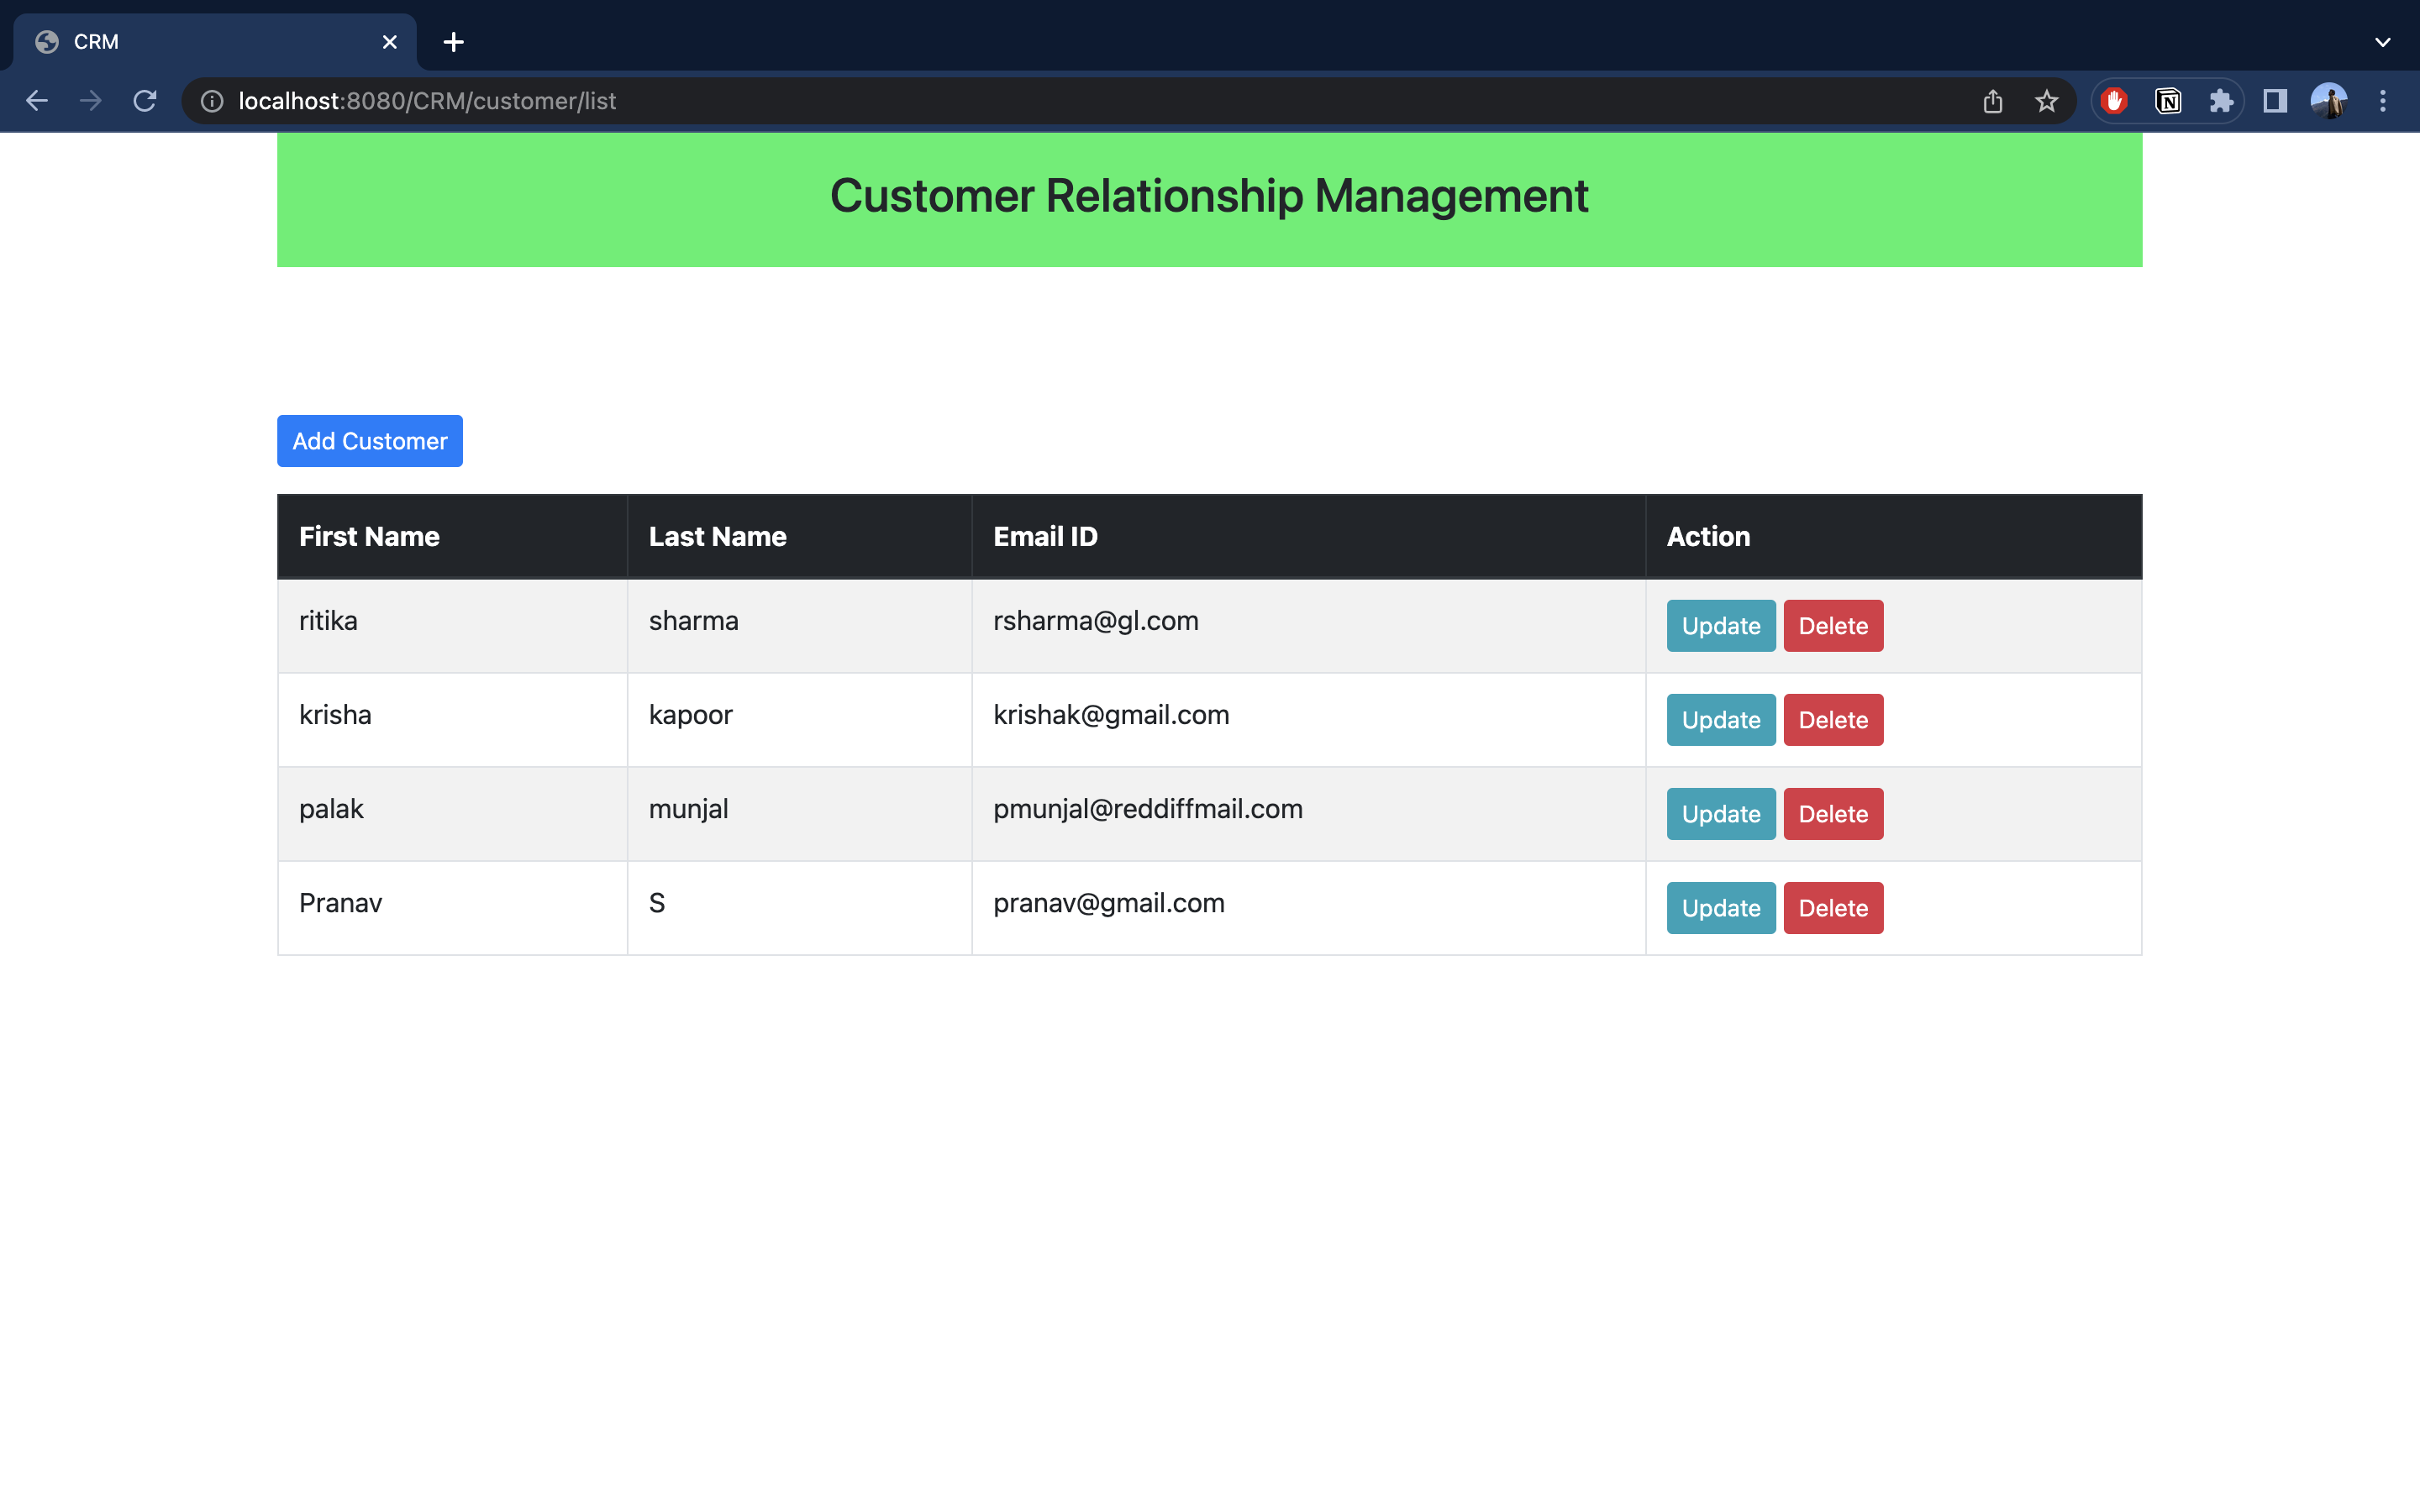 CRM
localhost:8080/CRM/customer/list
Customer Relationship Management
Add Customer
First Name Last Name Email ID Action
ritika sharma rsharma@gl.com Update Delete
krisha kapoor krishak@gmail.com Update Delete
palak munjal pmunjal@reddiffmail.com Update Delete
Pranav S pranav@gmail.com Update Delete